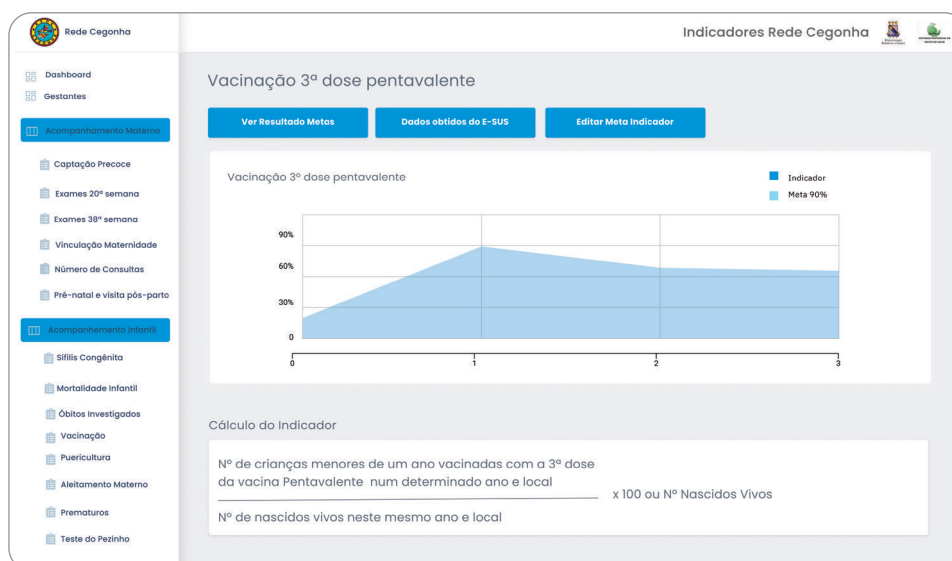 Rede Cegonha
Indicadores Rede Cegonha
Dashboard
Gestantes
Acompanhamento Materno
Captação Precoce
Exames 20ª semana
Exames 38ª semana
Vinculação Maternidade
Número de Consultas
Pré-natal e visita pós-parto
Acompanhemento Infantil
Sífilis Congênita
Mortalidade Infantil
Óbitos Investigados
Vacinação
Puericultura
Aleitamento Materno
Prematuros
Teste do Pezinho
Vacinação 3ª dose pentavalente
Ver Resultado Metas
Dados obtidos do E-SUS
Editar Meta Indicador
Vacinação 3º dose pentavalente
Indicador
Meta 90%
90%
60%
30%
0
0 1 2 3
Cálculo do Indicador
Nº de crianças menores de um ano vacinadas com a 3ª dose
da vacina Pentavalente num determinado ano e local
x 100 ou Nº Nascidos Vivos
Nº de nascidos vivos neste mesmo ano e local